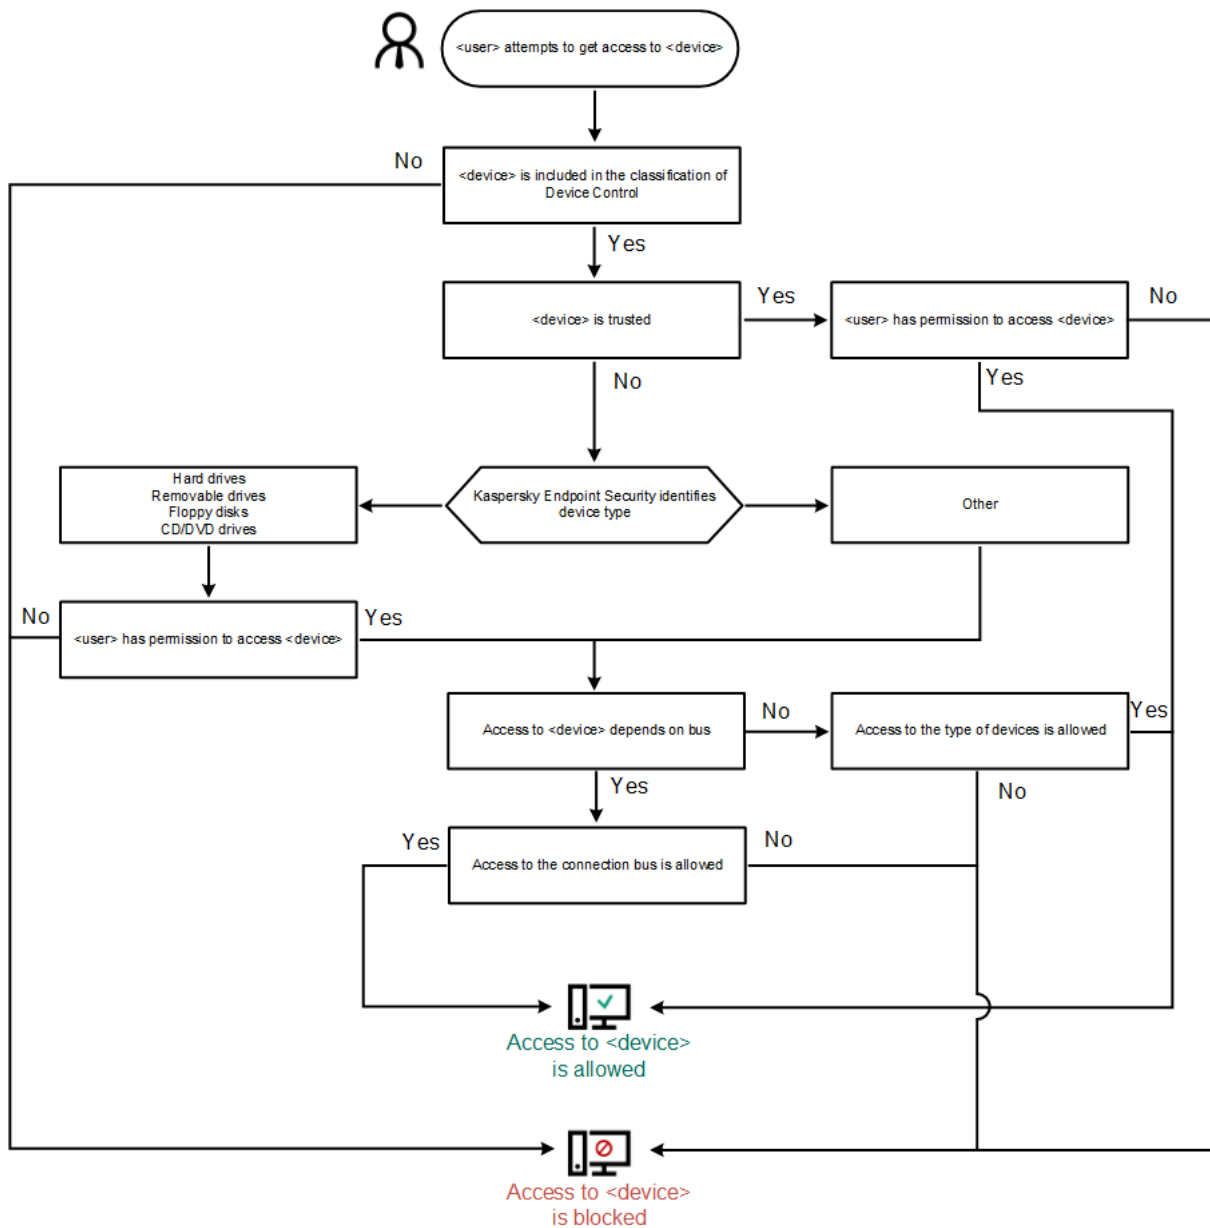 <user> attempts to get access to <device>
No
<device> is included in the classification of
Device Control
Yes
<device> is trusted
Yes
<user> has permission to access <device>
No
No
Yes
Hard drives
Removable drives
Floppy disks
CD/DVD drives
Kaspersky Endpoint Security identifies
device type
Other
No
<user> has permission to access <device>
Yes
Access to <device> depends on bus
No
Access to the type of devices is allowed
Yes
Yes
No
Yes
Access to the connection bus is allowed
No
Access to <device>
is allowed
Access to <device>
is blocked